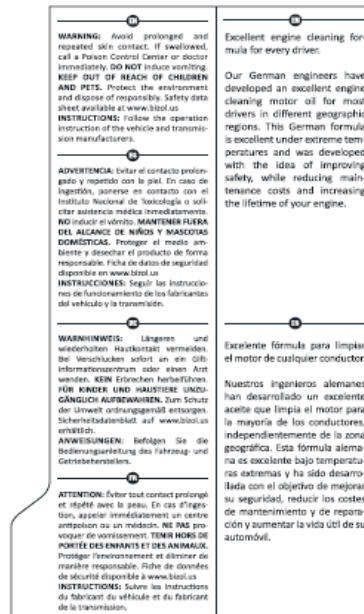 EN
WARNING: Avoid prolonged and
repeated skin contact. If swallowed,
call a Poison Control Center or doctor
immediately. DO NOT induce vomiting.
KEEP OUT OF REACH OF CHILDREN
AND PETS. Protect the environment
and dispose of responsibly. Safety data
sheet available at www.bizol.us
INSTRUCTIONS: Follow the operation
instruction of the vehicle and transmis-
sion manufacturers.
ES
ADVERTENCIA: Evitar el contacto prolon-
gado y repetido con la piel. En caso de
ingestión, ponerse en contacto con el
Instituto Nacional de Toxicología o soli-
citar asistencia médica inmediatamente.
NO inducir el vómito. MANTENER FUERA
DEL ALCANCE DE NIÑOS Y MASCOTAS
DOMÉSTICAS. Proteger el medio am-
biente y desechar el producto de forma
responsable. Ficha de datos de seguridad
disponible en www.bizol.us
INSTRUCCIONES: Seguir las instruccio-
nes de funcionamiento de los fabricantes
del vehículo y la transmisión.
DE
WARNHINWEIS: Längeren und
wiederholten Hautkontakt vermeiden.
Bei Verschlucken sofort an ein Gift-
informationszentrum oder einen Arzt
wenden. KEIN Erbrechen herbeiführen.
FÜR KINDER UND HAUSTIERE UNZU-
GÄNGLICH AUFBEWAHREN. Zum Schutz
der Umwelt ordnungsgemäß entsorgen.
Sicherheitsdatenblatt auf www.bizol.us
erhältlich.
ANWEISUNGEN: Befolgen Sie die
Bedienungsanleitung des Fahrzeug- und
Getriebeherstellers.
FR
ATTENTION: Éviter tout contact prolongé
et répété avec la peau. En cas d'inges-
tion, appeler immédiatement un centre
antipoison ou un médecin. NE PAS pro-
voquer de vomissement. TENIR HORS DE
PORTÉE DES ENFANTS ET DES ANIMAUX.
Protéger l'environnement et éliminer de
manière responsable. Fiche de données
de sécurité disponible à www.bizol.us
INSTRUCTIONS: Suivre les instructions
du fabricant du véhicule et du fabricant
de la transmission.
EN
Excellent engine cleaning for-
mula for every driver.
Our German engineers have
developed an excellent engine
cleaning motor oil for most
drivers in different geographic
regions. This German formula
is excellent under extreme tem-
peratures and was developed
with the idea of improving
safety, while reducing main-
tenance costs and increasing
the lifetime of your engine.
ES
Excelente fórmula para limpiar
el motor de cualquier conductor.
Nuestros ingenieros alemanes
han desarrollado un excelente
aceite que limpia el motor para
la mayoría de los conductores,
independientemente de la zona
geográfica. Esta fórmula alema-
na es excelente bajo temperatu-
ras extremas y ha sido desarro-
llada con el objetivo de mejorar
su seguridad, reducir los costes
de mantenimiento y de repara-
ción y aumentar la vida útil de su
automóvil.